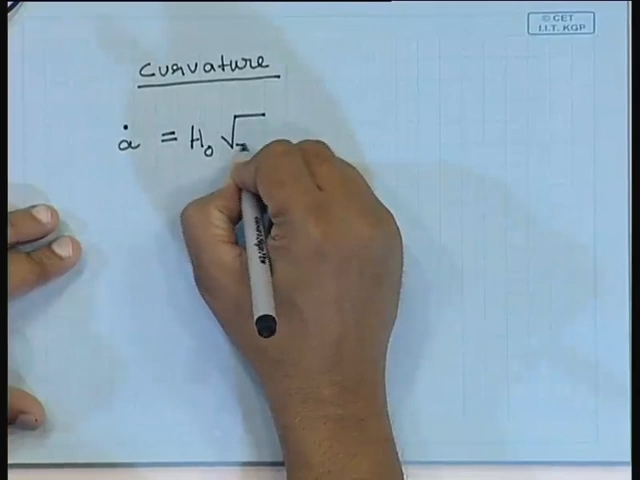 © CET
I.I.T. KGP
Curvature
ȧ = H₀ √